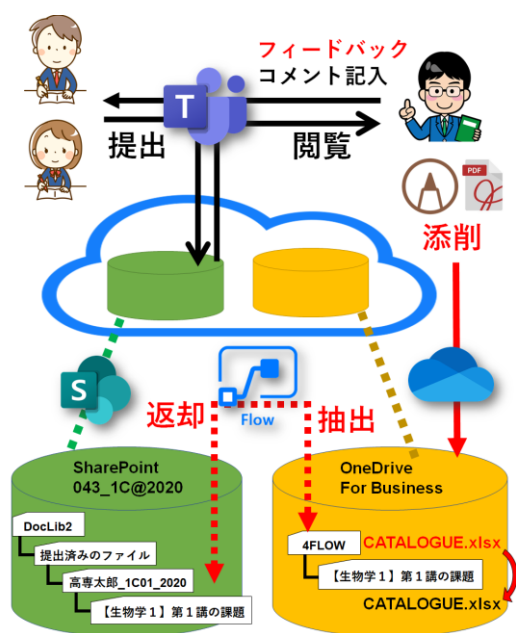 フィードバック
コメント記入
T
提出
閲覧
PDF
添削
S
返却
Flow
抽出
SharePoint
043_1C@2020
OneDrive
For Business
DocLib2
提出済みのファイル
高専太郎_1C01_2020
【生物学１】第１講の課題
4FLOW
CATALOGUE.xlsx
【生物学１】第１講の課題
CATALOGUE.xlsx